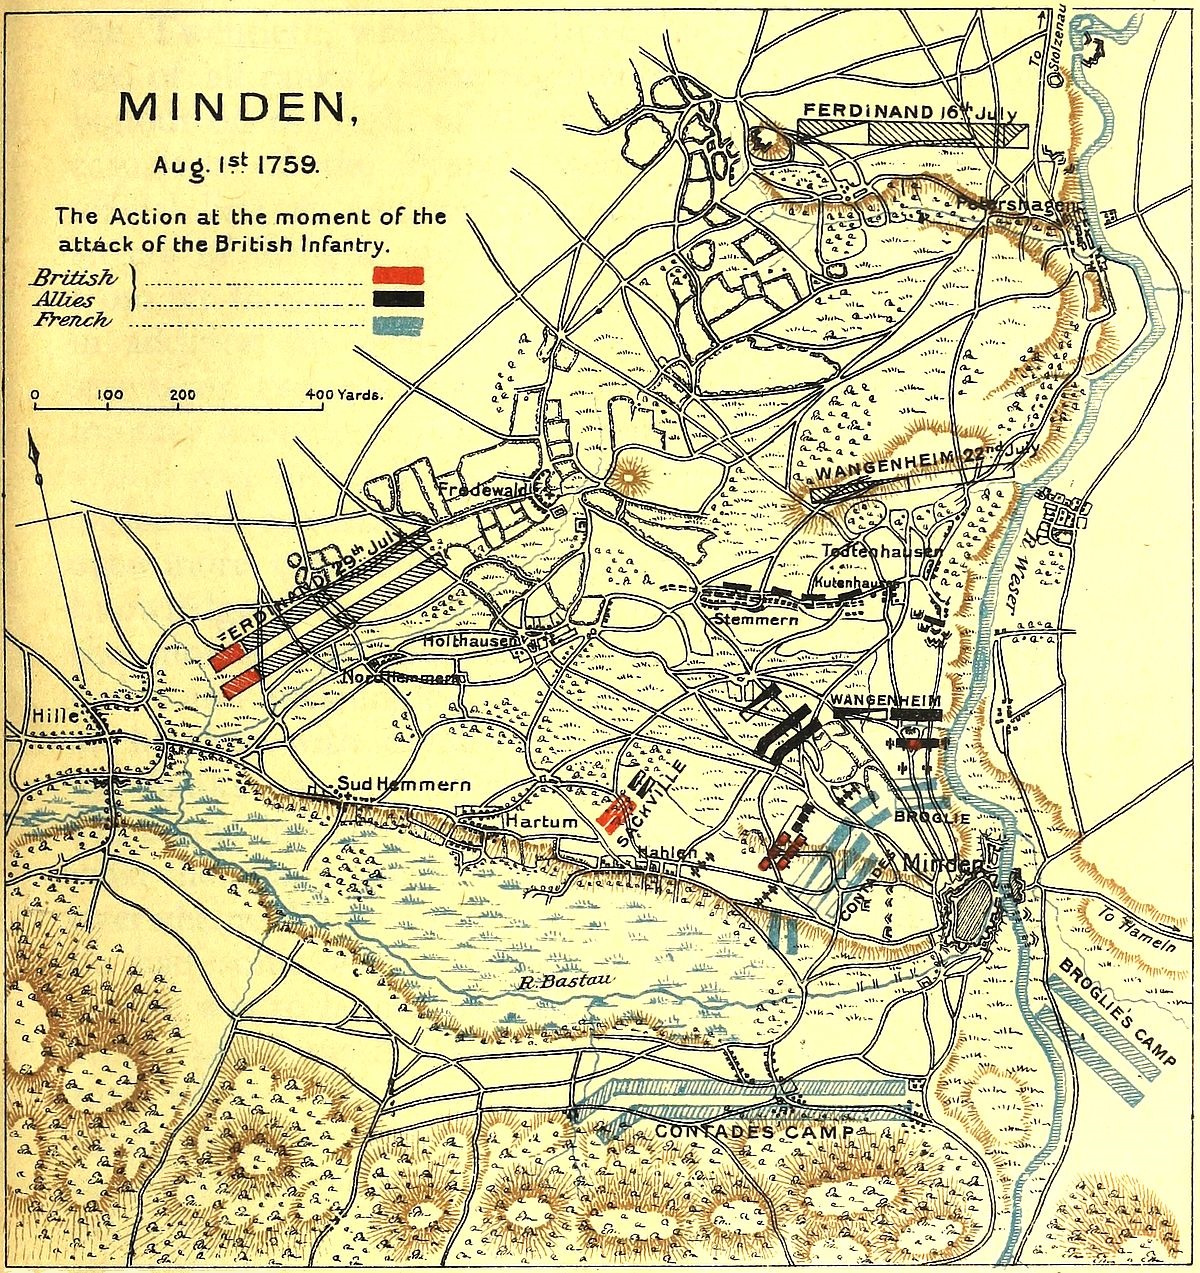 MINDEN,
Aug. 1st 1759.
The Action at the moment of the
attack of the British Infantry.
British
Allies
French
0 100 200 400 Yards.
To Stolzenau
FERDINAND 16th July
Petershagen
WANGENHEIM 22nd July
Fredewald
FERDINAND 29th July
Todtenhausen
Kutenhausen
R. Weser
Stemmern
Holthausen
Nord Hemmern
Hille
WANGENHEIM
Sud Hemmern
Hartum
SACKVILLE
Hahlen
BROGLIE
Minden
CONTADES
To Hameln
R. Bastau
BROGLIE'S CAMP
CONTADES CAMP